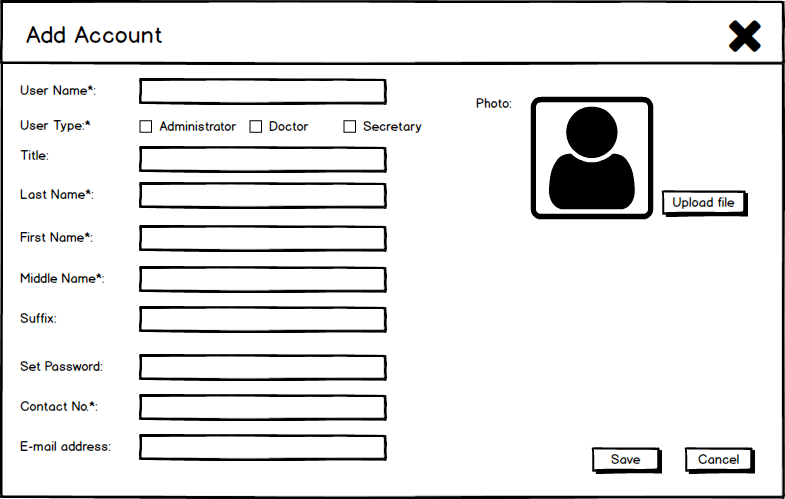 Add Account
User Name*:
Photo:
User Type:* Administrator Doctor Secretary
Title:
Last Name*:
Upload file
First Name*:
Middle Name*:
Suffix:
Set Password:
Contact No.*:
E-mail address:
Save Cancel